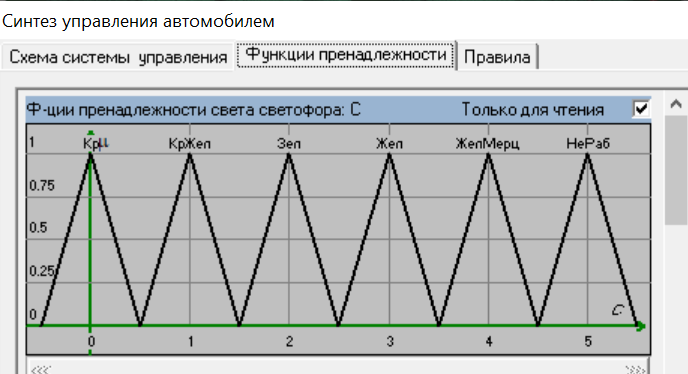 Синтез управления автомобилем
Схема системы управления Функции пренадлежности Правила
Ф-ции пренадлежности света светофора: С Только для чтения
1 Кр μ КрЖел Зел Жел ЖелМерц НеРаб
0.75
0.5
0.25
0 C
0 1 2 3 4 5